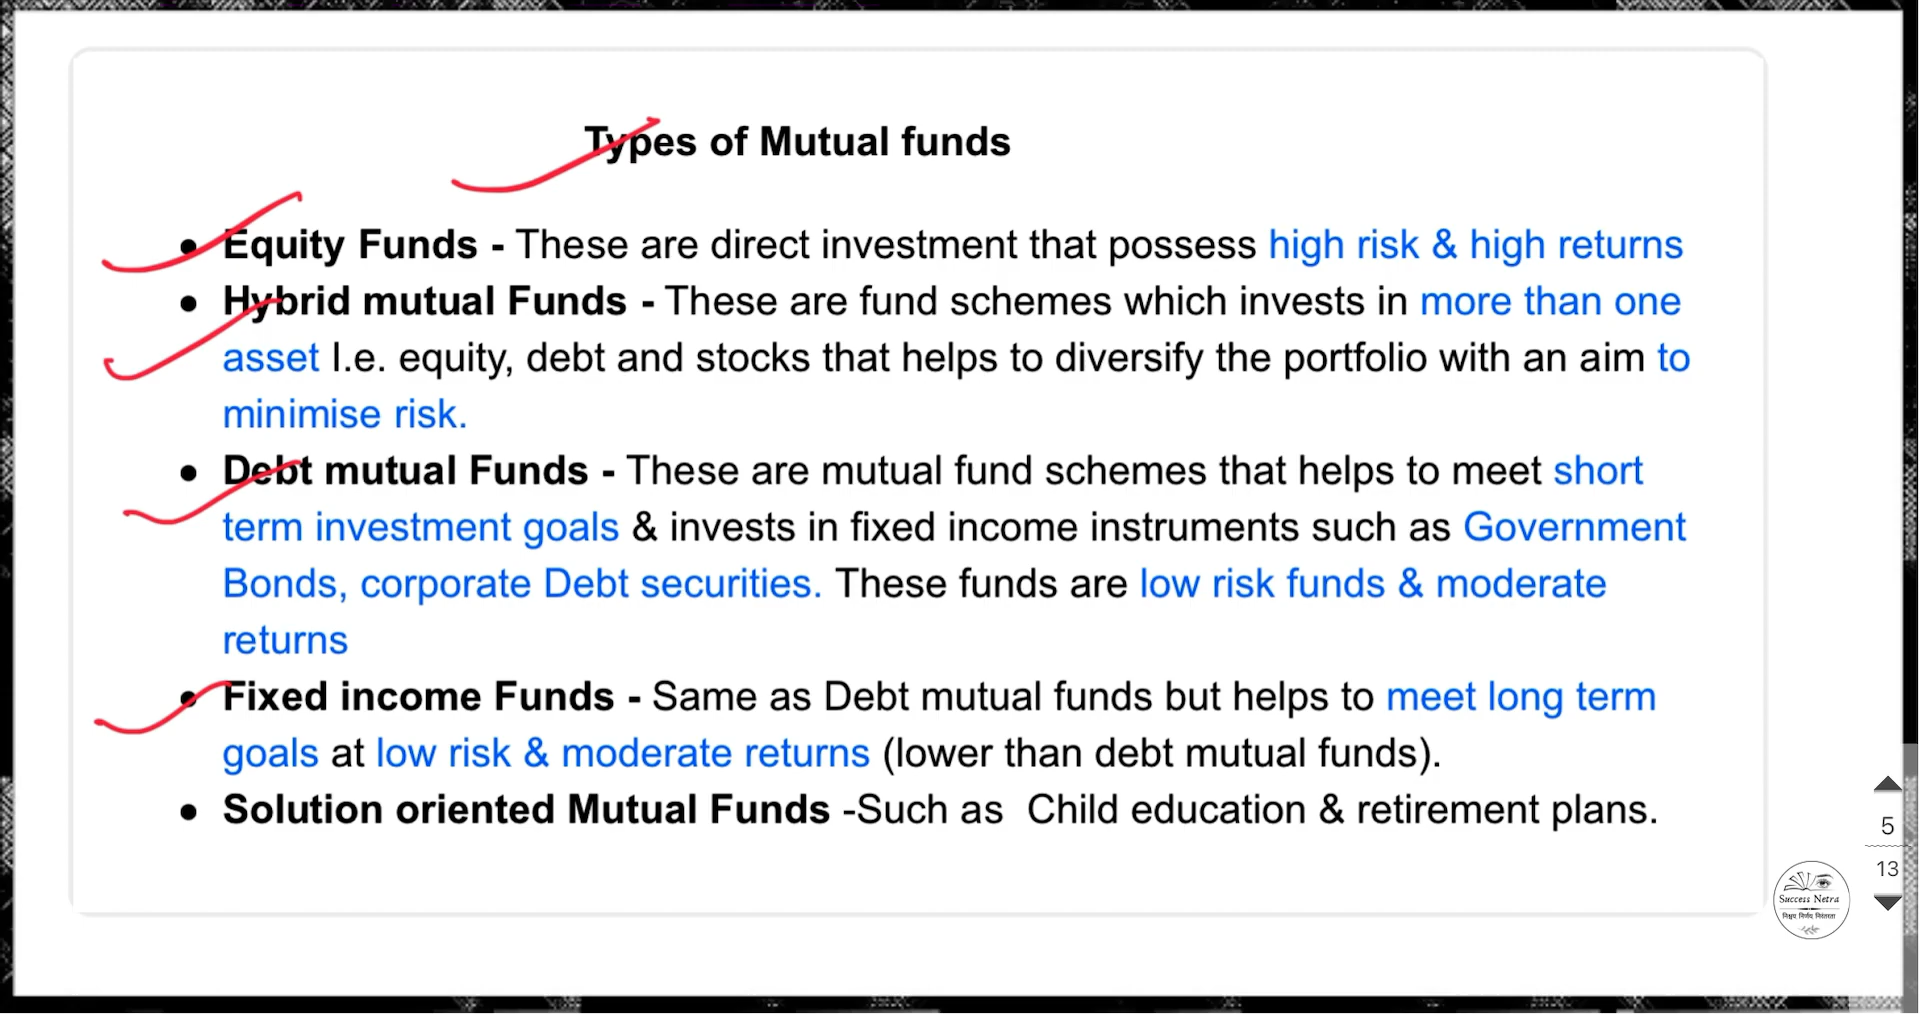 Types of Mutual funds
● Equity Funds - These are direct investment that possess high risk & high returns
● Hybrid mutual Funds - These are fund schemes which invests in more than one
asset I.e. equity, debt and stocks that helps to diversify the portfolio with an aim to
minimise risk.
● Debt mutual Funds - These are mutual fund schemes that helps to meet short
term investment goals & invests in fixed income instruments such as Government
Bonds, corporate Debt securities. These funds are low risk funds & moderate
returns
● Fixed income Funds - Same as Debt mutual funds but helps to meet long term
goals at low risk & moderate returns (lower than debt mutual funds).
● Solution oriented Mutual Funds -Such as  Child education & retirement plans.
5
13
Success Netra